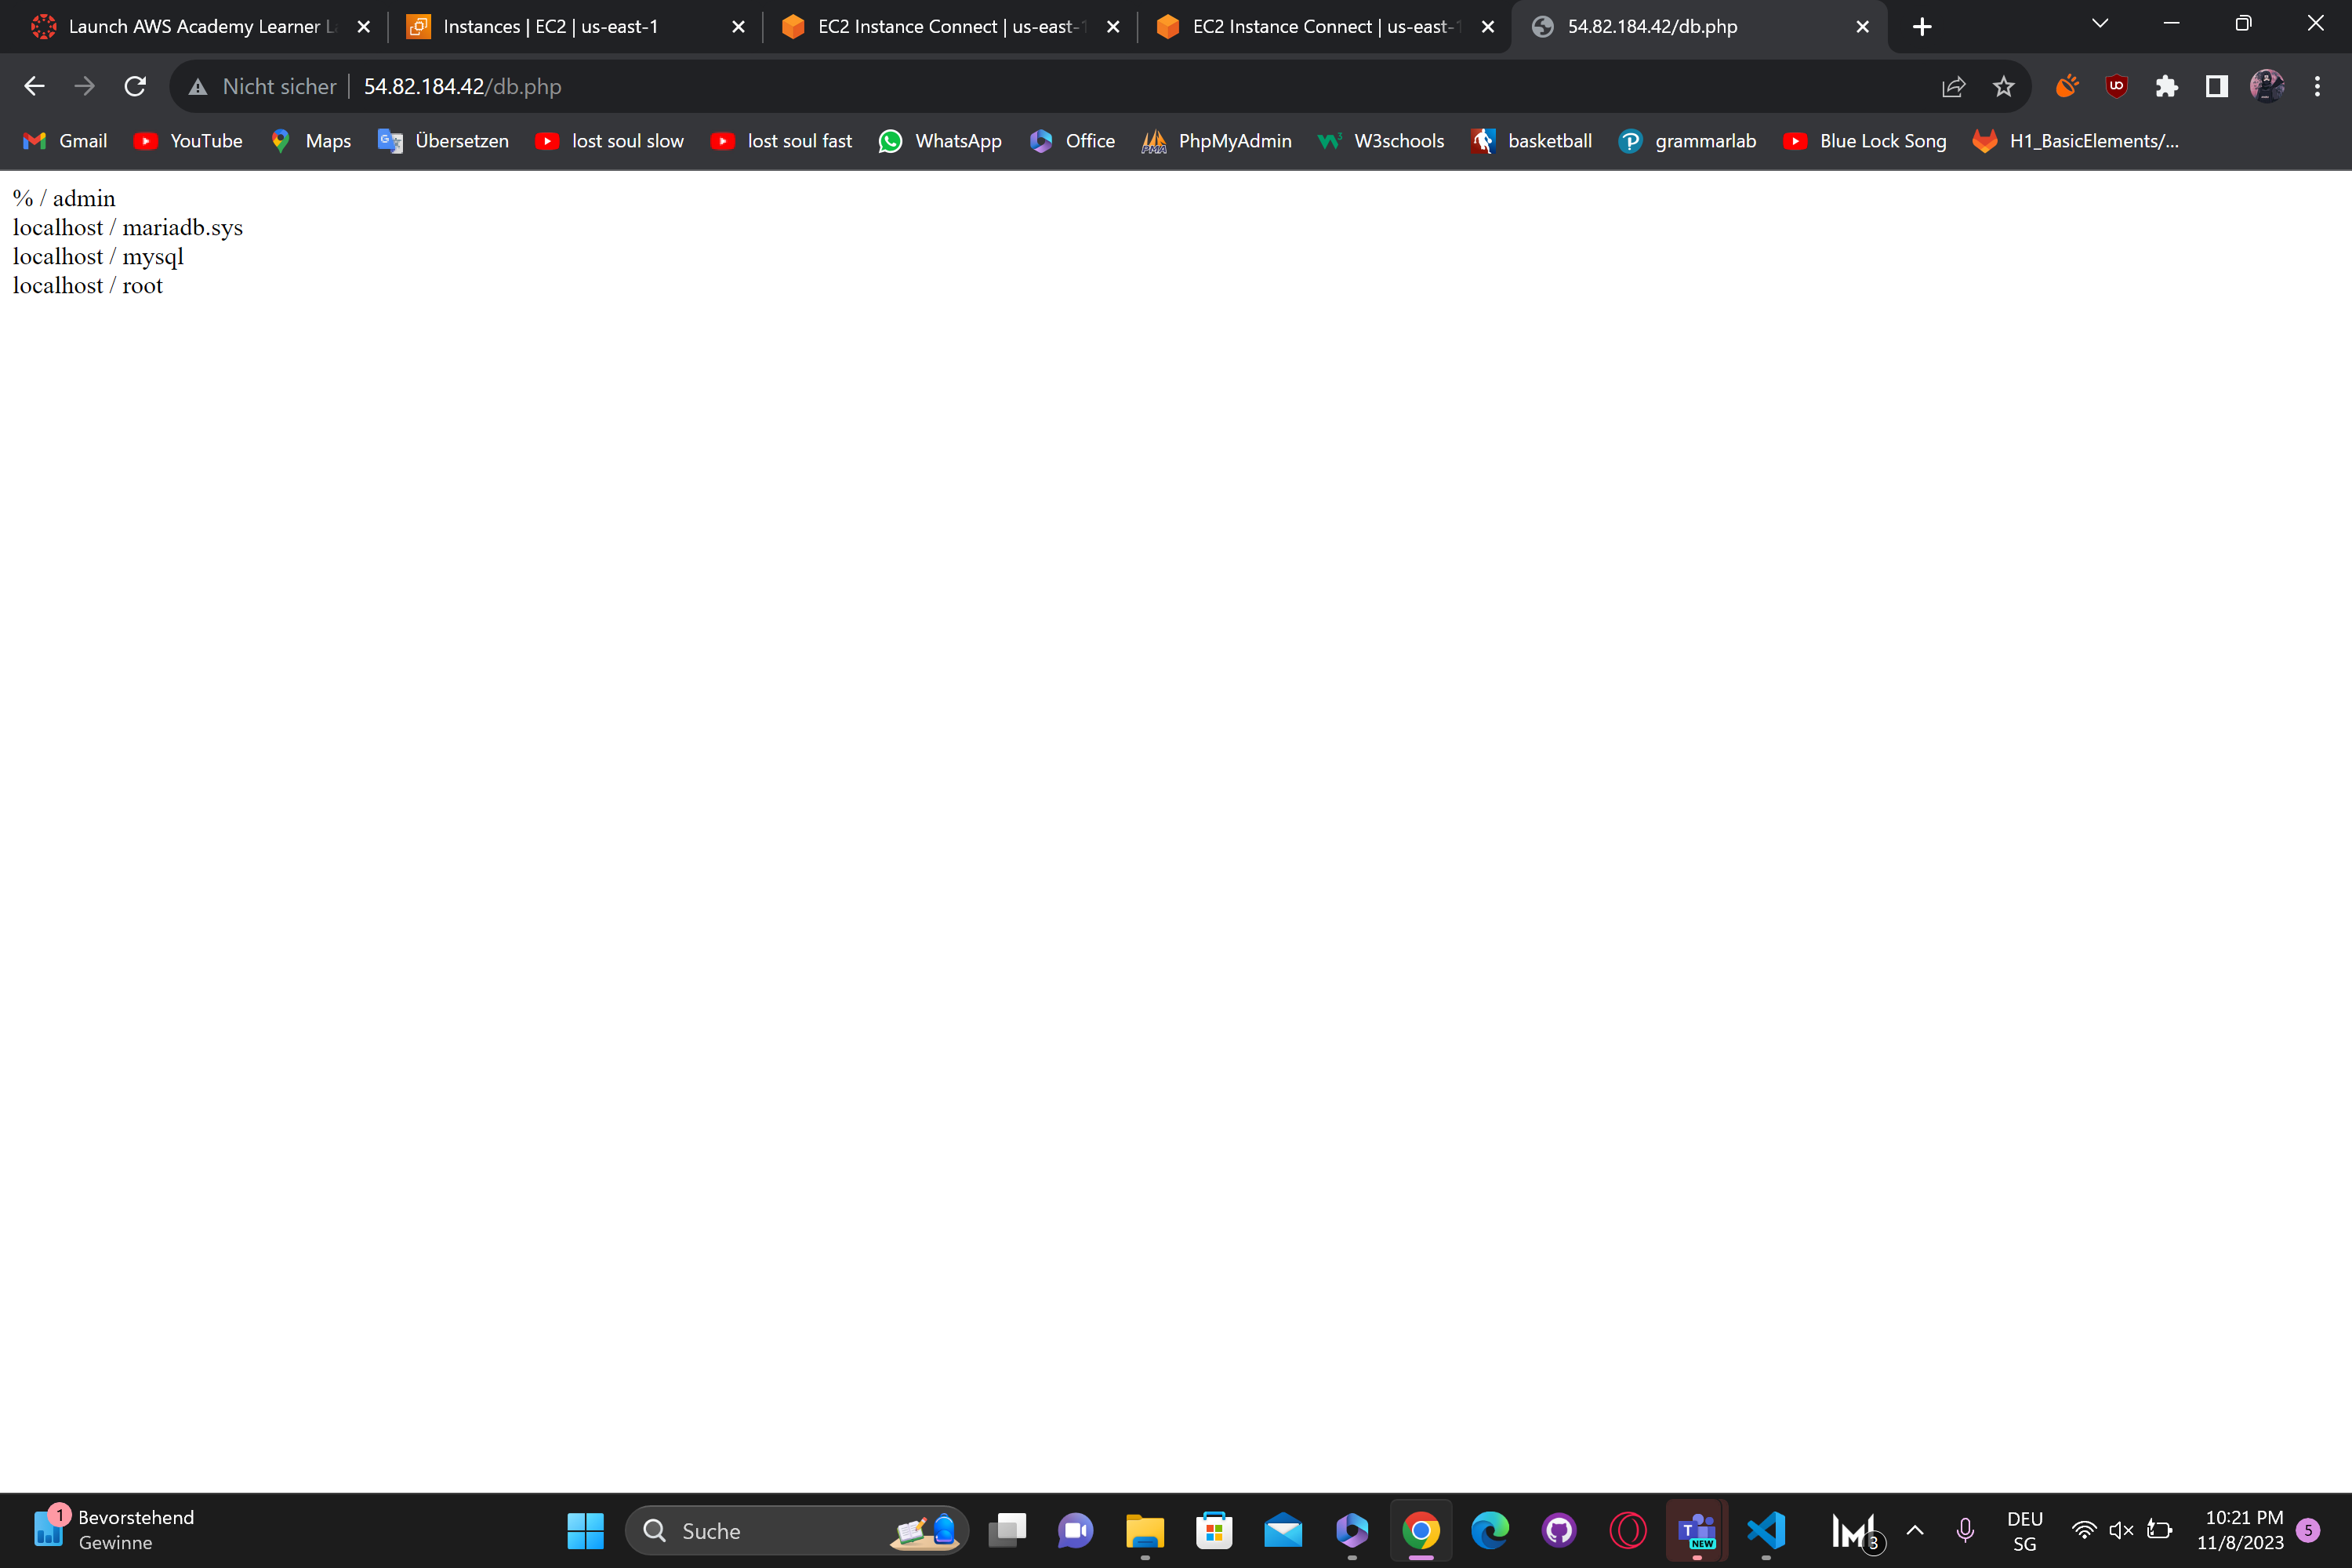 Launch AWS Academy Learner L
Instances | EC2 | us-east-1
EC2 Instance Connect | us-east-1
EC2 Instance Connect | us-east-1
54.82.184.42/db.php
Nicht sicher
54.82.184.42/db.php
Gmail
YouTube
Maps
Übersetzen
lost soul slow
lost soul fast
WhatsApp
Office
PhpMyAdmin
W3schools
basketball
grammarlab
Blue Lock Song
H1_BasicElements/...
% / admin
localhost / mariadb.sys
localhost / mysql
localhost / root
1
Bevorstehend
Gewinne
Suche
T
NEW
3
DEU
SG
10:21 PM
11/8/2023
5